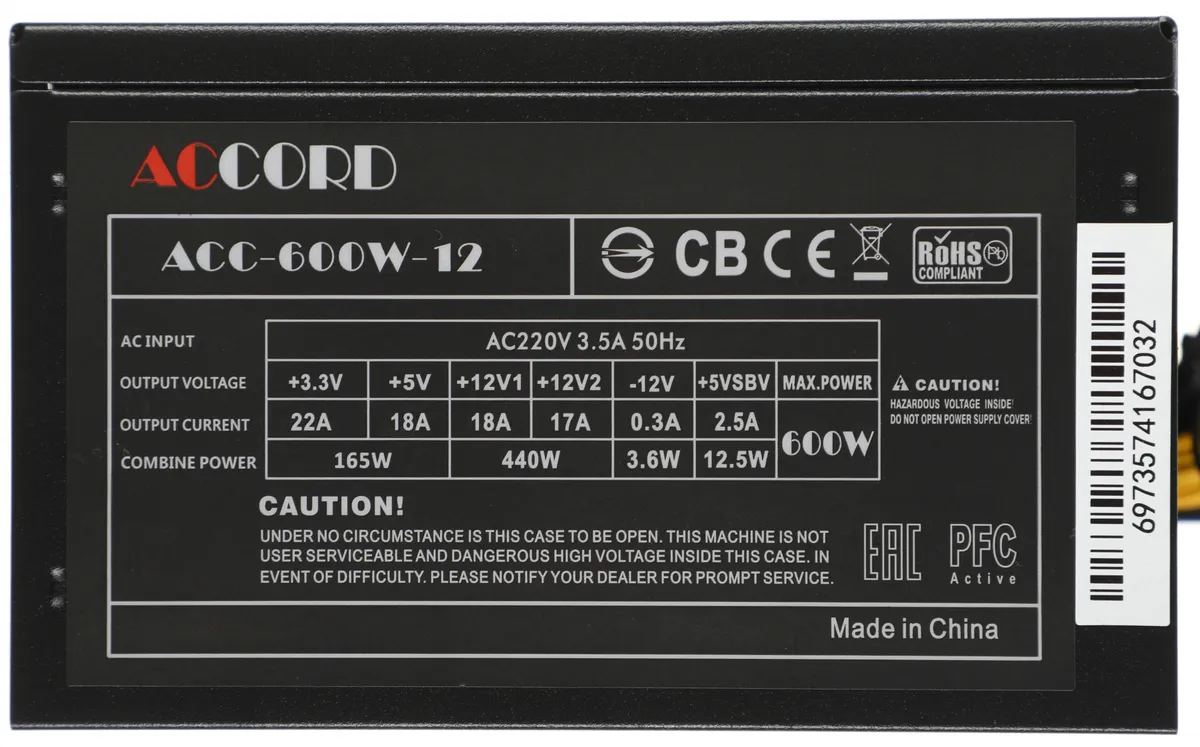 ACCORD
ACC-600W-12
CB CE RoHS Pb
COMPLIANT
AC INPUT AC220V 3.5A 50Hz
OUTPUT VOLTAGE +3.3V +5V +12V1 +12V2 -12V +5VSBV MAX.POWER
OUTPUT CURRENT 22A 18A 18A 17A 0.3A 2.5A 600W
COMBINE POWER 165W 440W 3.6W 12.5W
CAUTION!
HAZARDOUS VOLTAGE INSIDE!
DO NOT OPEN POWER SUPPLY COVER!
CAUTION!
UNDER NO CIRCUMSTANCE IS THIS CASE TO BE OPEN. THIS MACHINE IS NOT
USER SERVICEABLE AND DANGEROUS HIGH VOLTAGE INSIDE THIS CASE. IN
EVENT OF DIFFICULTY. PLEASE NOTIFY YOUR DEALER FOR PROMPT SERVICE.
EAC PFC
Active
Made in China
6973574167032